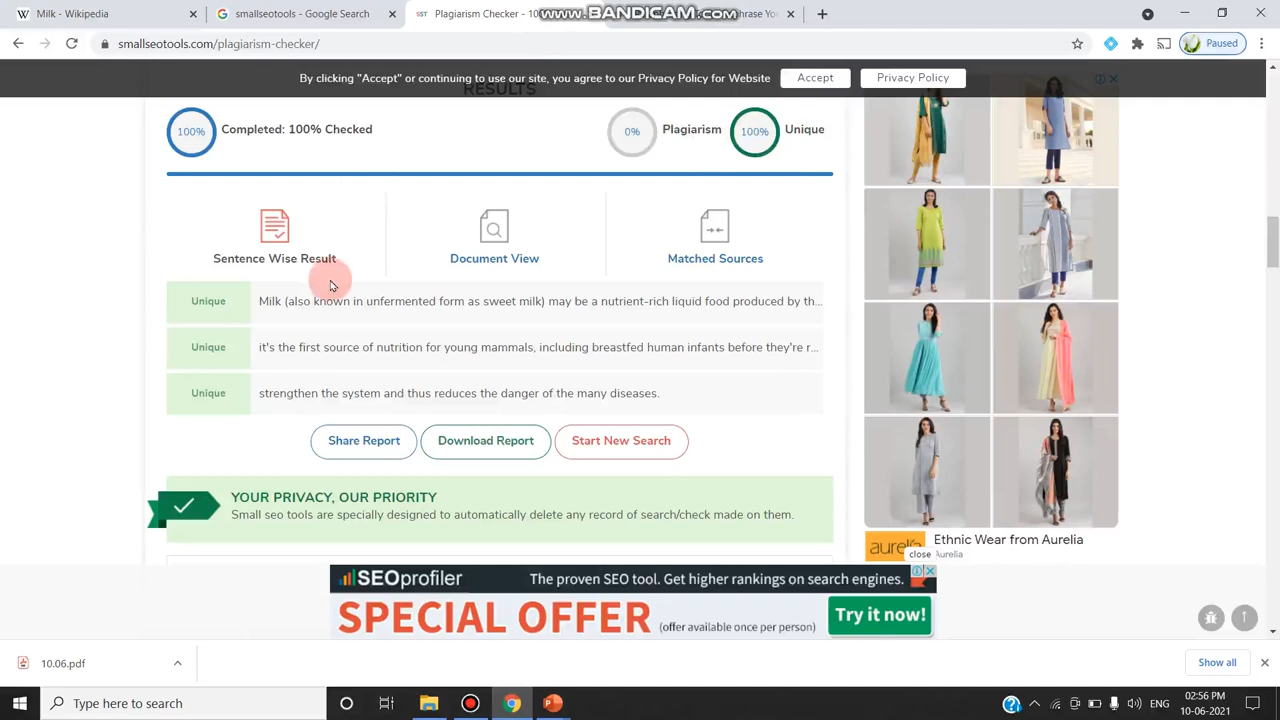 W Milk - Wikipedia
smallseotools - Google Search
SST Plagiarism Checker - 10
www.BANDICAM.com
hrase Yo
smallseotools.com/plagiarism-checker/
Paused
By clicking "Accept" or continuing to use our site, you agree to our Privacy Policy for Website
Accept
Privacy Policy
RESULTS
100%
Completed: 100% Checked
0%
Plagiarism
100%
Unique
Sentence Wise Result
Document View
Matched Sources
Unique
Milk (also known in unfermented form as sweet milk) may be a nutrient-rich liquid food produced by th...
Unique
it's the first source of nutrition for young mammals, including breastfed human infants before they're r...
Unique
strengthen the system and thus reduces the danger of the many diseases.
Share Report
Download Report
Start New Search
YOUR PRIVACY, OUR PRIORITY
Small seo tools are specially designed to automatically delete any record of search/check made on them.
aurelia
Ethnic Wear from Aurelia
close
Aurelia
SEOprofiler
The proven SEO tool. Get higher rankings on search engines.
SPECIAL OFFER
(offer available once per person)
Try it now!
10.06.pdf
Show all
Type here to search
ENG
02:56 PM
10-06-2021